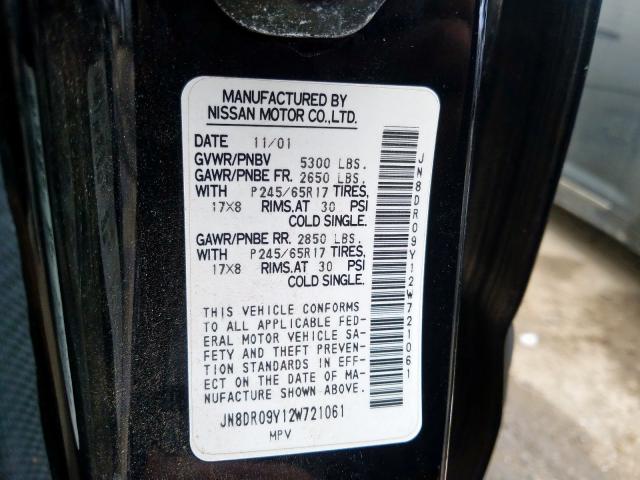 MANUFACTURED BY
NISSAN MOTOR CO.,LTD.
DATE 11/01
GVWR/PNBV 5300 LBS.
GAWR/PNBE FR. 2650 LBS.
WITH P245/65R17 TIRES,
17X8 RIMS,AT 30 PSI
COLD SINGLE.
GAWR/PNBE RR. 2850 LBS.
WITH P245/65R17 TIRES,
17X8 RIMS.AT 30 PSI
COLD SINGLE.
THIS VEHICLE CONFORMS
TO ALL APPLICABLE FED-
ERAL MOTOR VEHICLE SA-
FETY AND THEFT PREVEN-
TION STANDARDS IN EFF-
ECT ON THE DATE OF MA-
NUFACTURE SHOWN ABOVE.
JN8DR09Y12W721061
MPV
JN8DR09Y12W721061